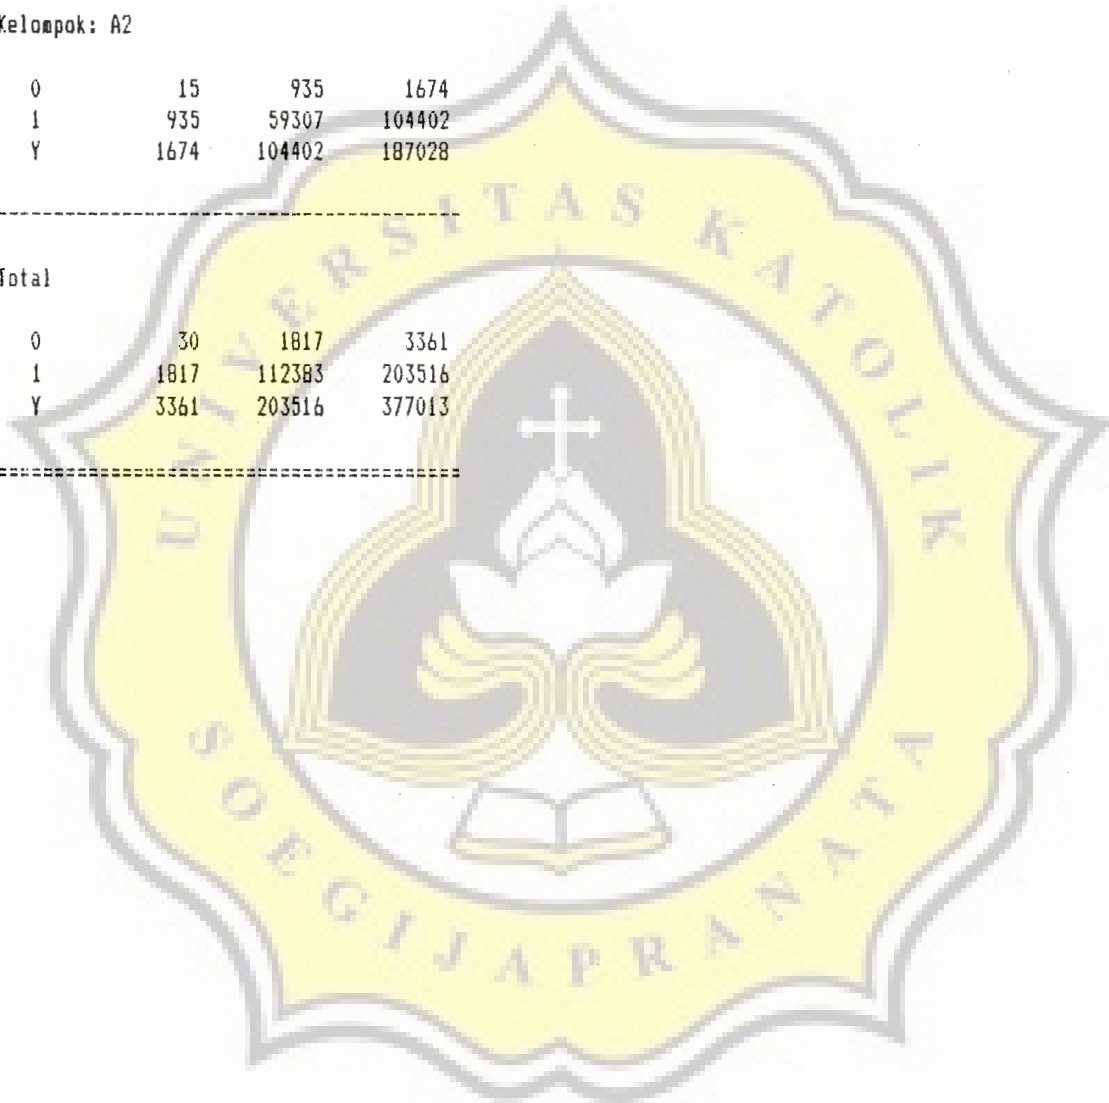 Kelompok: A2
0 15 935 1674
1 935 59307 104402
Y 1674 104402 187028
------------------------------------------------
Total
0 30 1817 3361
1 1817 112383 203516
Y 3361 203516 377013
================================================
UNIVERSITAS KATOLIK
SOEGIJAPRANATA